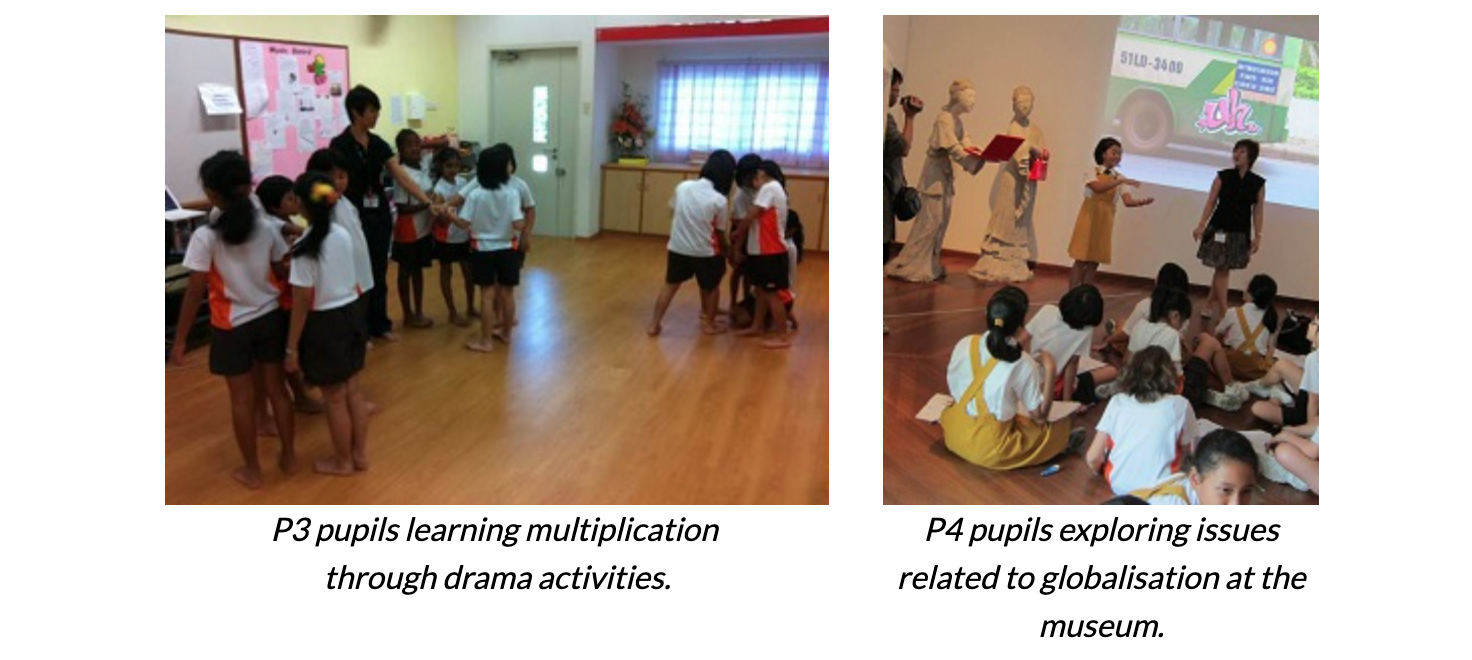 Music Board
51LD-3400
P3 pupils learning multiplication
through drama activities.
P4 pupils exploring issues
related to globalisation at the
museum.